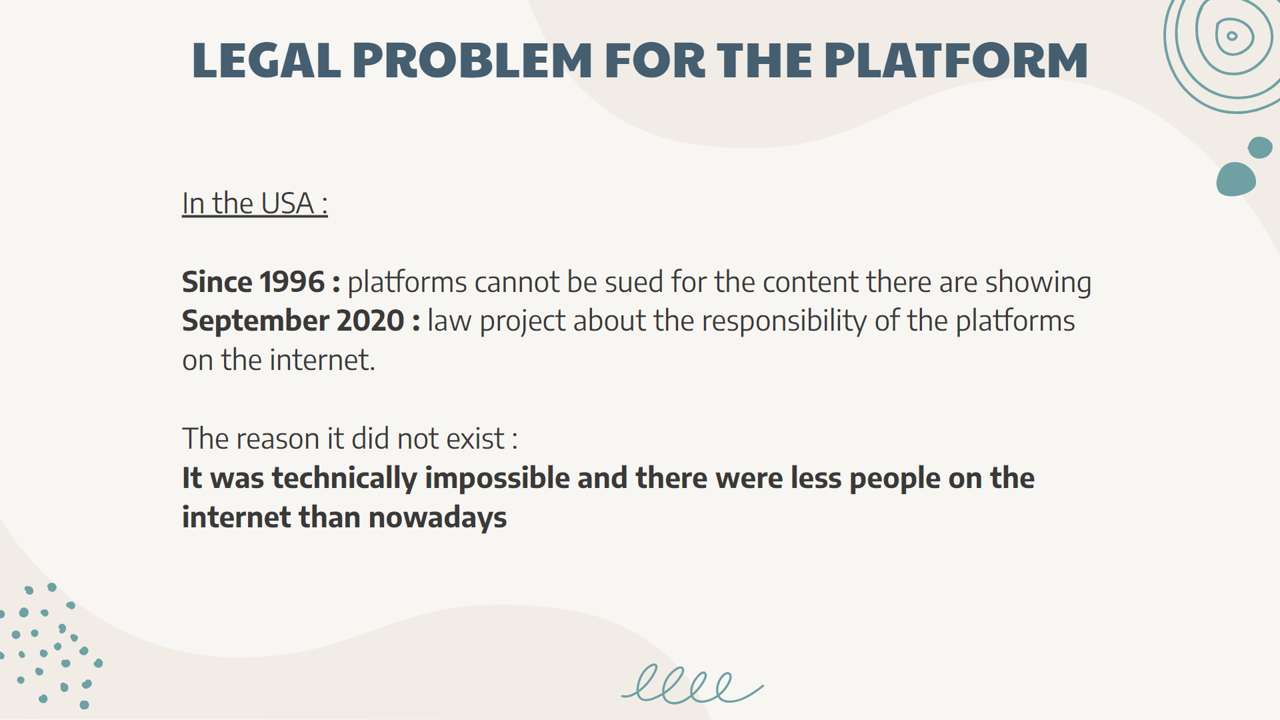 LEGAL PROBLEM FOR THE PLATFORM
In the USA :
Since 1996 : platforms cannot be sued for the content there are showing
September 2020 : law project about the responsibility of the platforms
on the internet.
The reason it did not exist :
It was technically impossible and there were less people on the
internet than nowadays